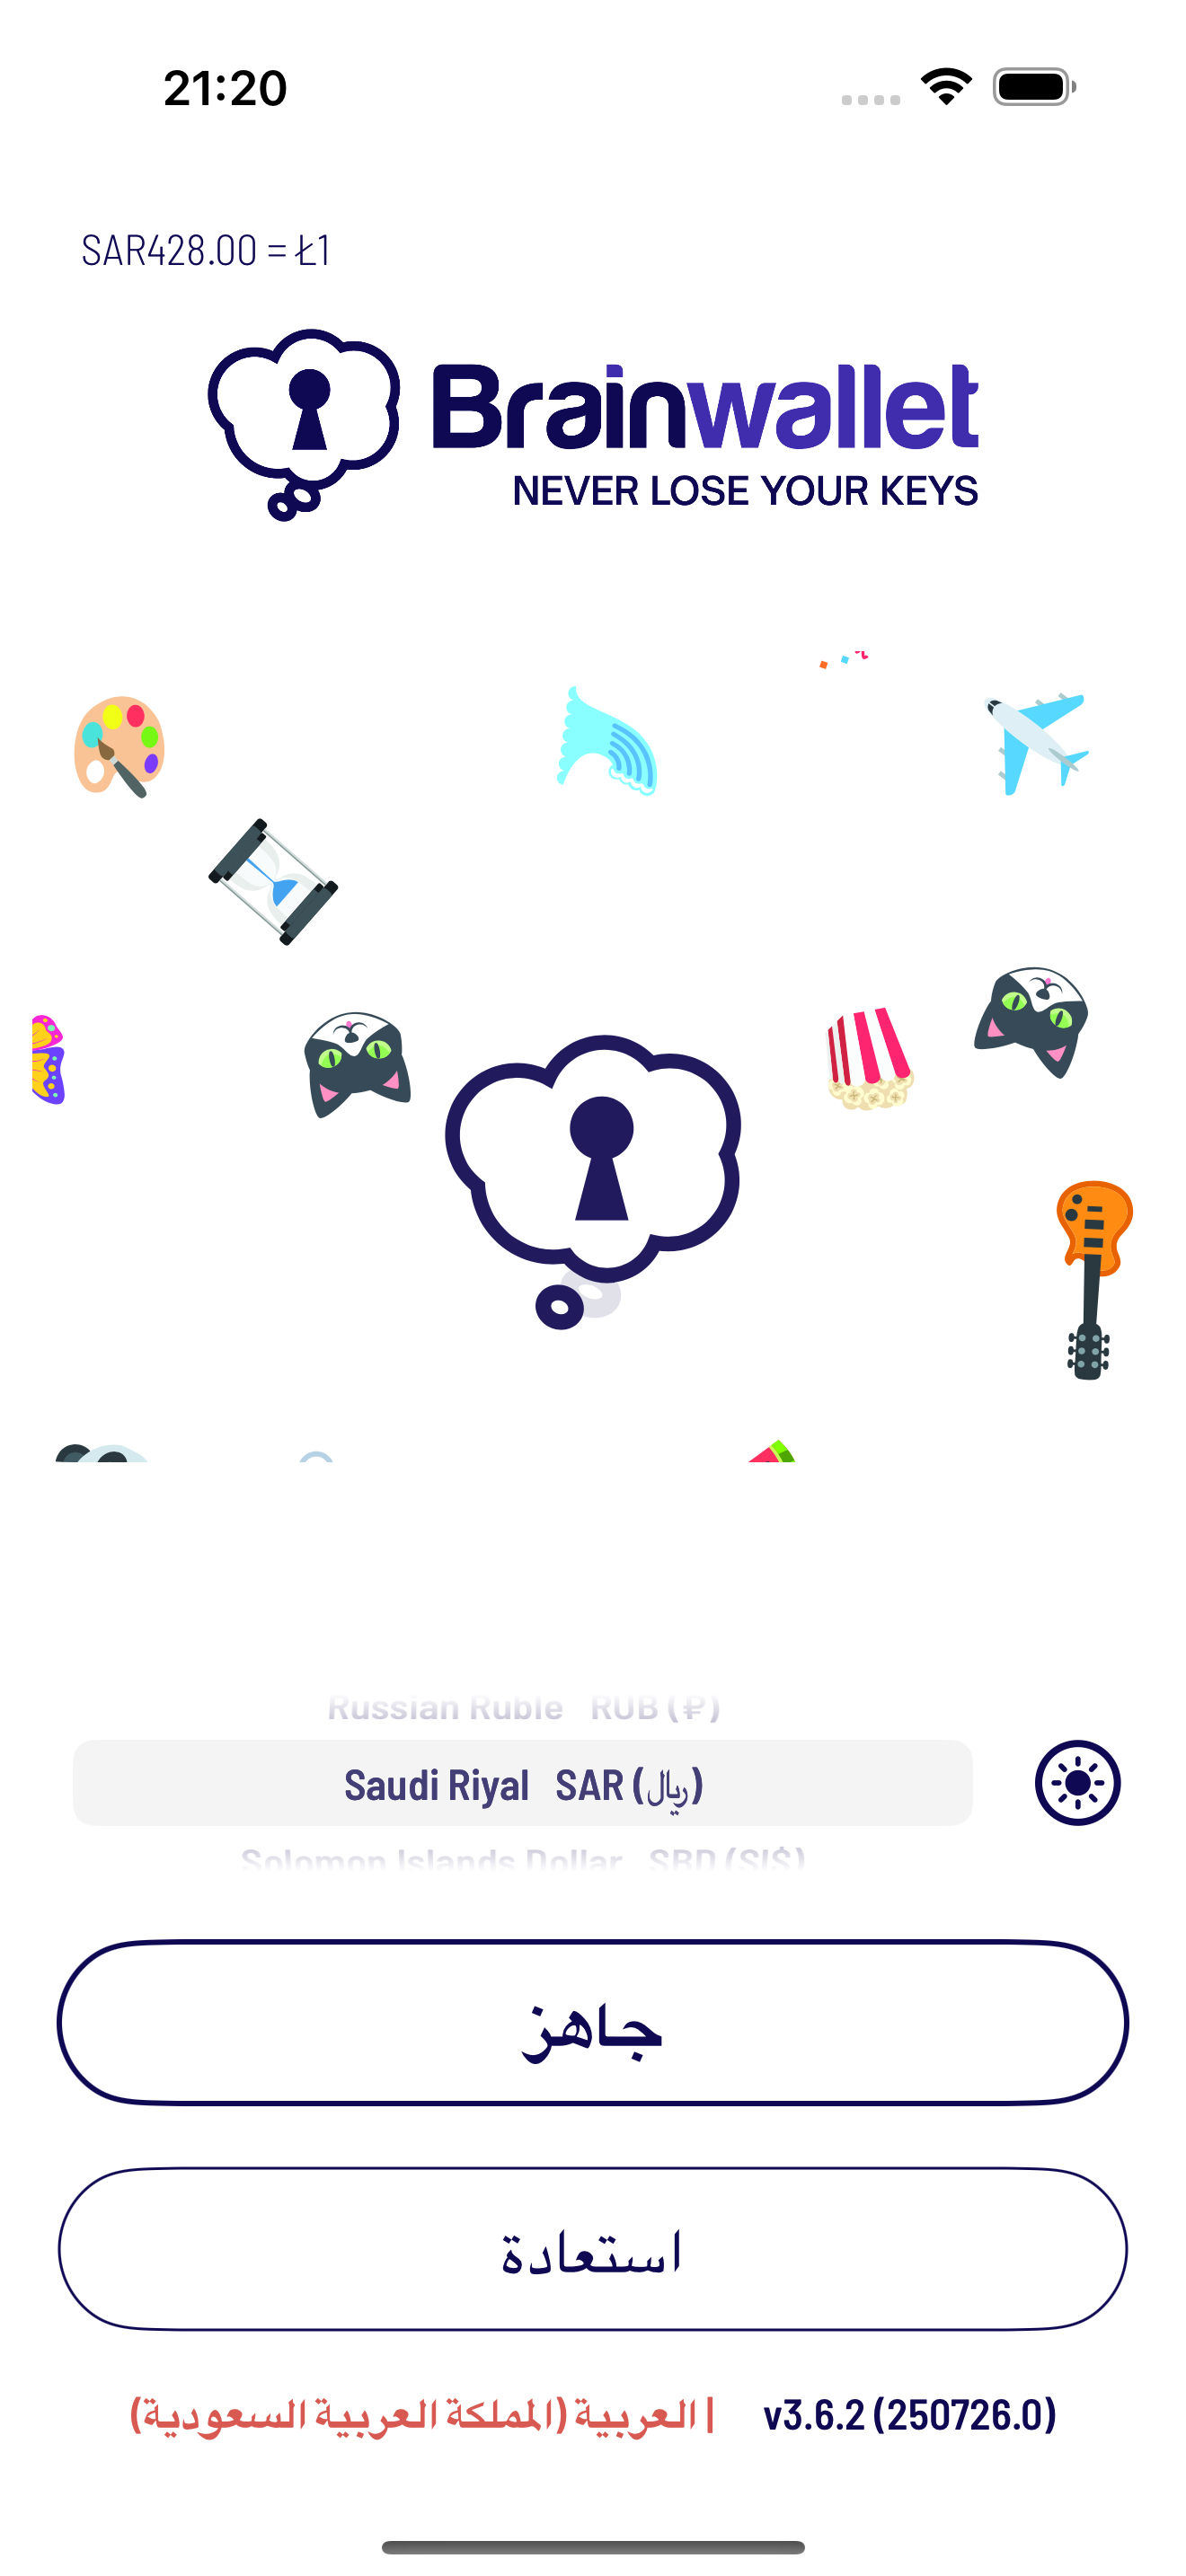 21:20
SAR428.00 = Ł1
Brainwallet
NEVER LOSE YOUR KEYS
Russian Ruble RUB (₽)
Saudi Riyal SAR (ريال)
Solomon Islands Dollar SBD (SI$)
جاهز
استعادة
v3.6.2 (250726.0) | العربية (المملكة العربية السعودية)